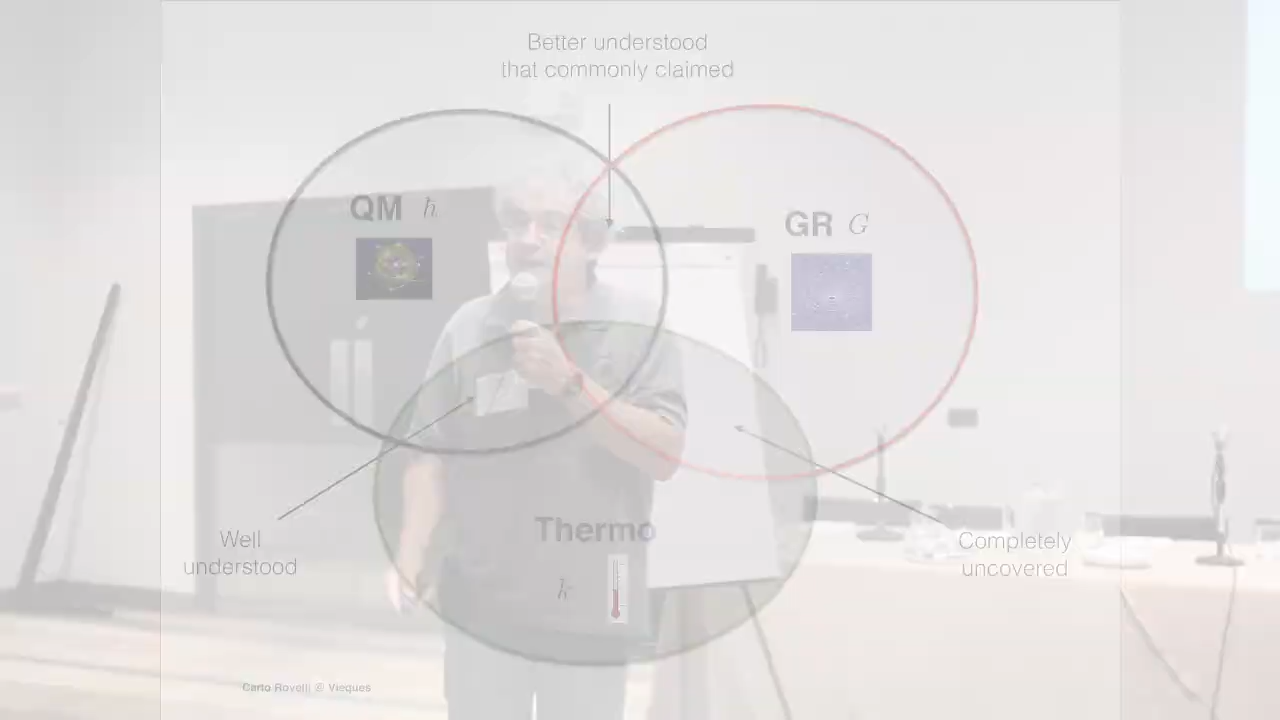 Better understood
that commonly claimed
QM ħ
GR G
Thermo
k
Well
understood
Completely
uncovered
Carlo Rovelli @ Vieques